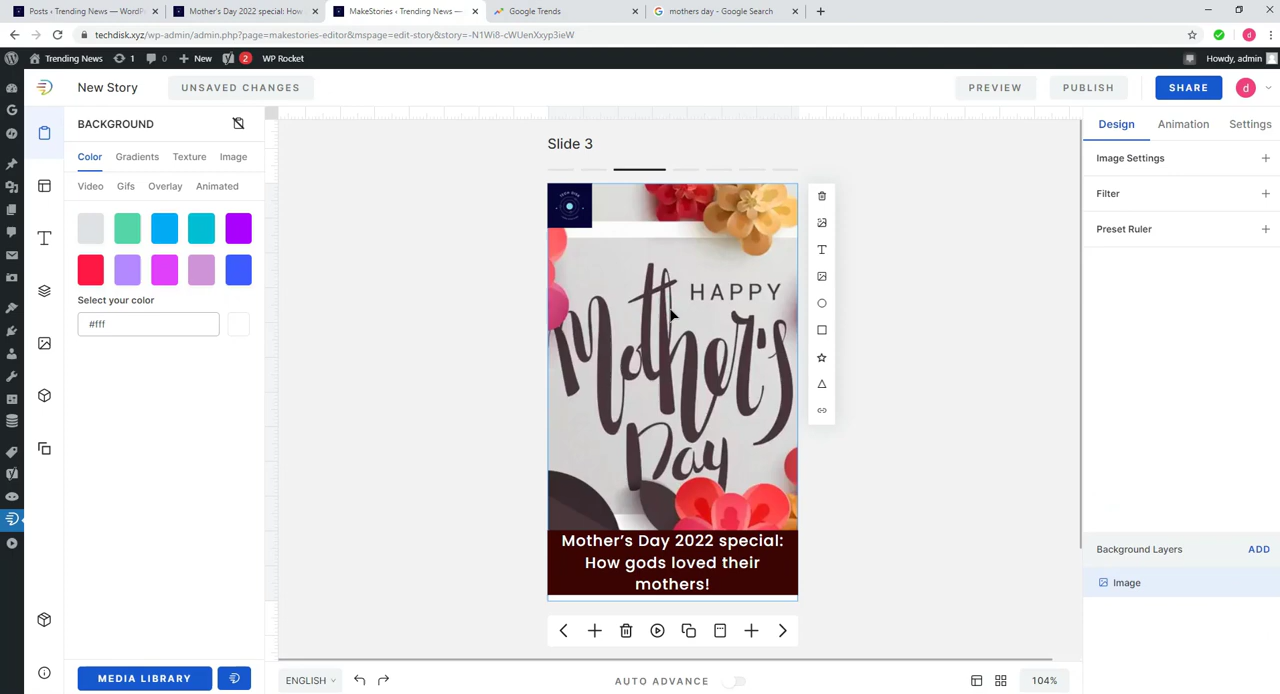 Posts ‹ Trending News — WordP
Mother's Day 2022 special: How
MakeStories ‹ Trending News —
Google Trends
mothers day - Google Search
techdisk.xyz/wp-admin/admin.php?page=makestories-editor&mspage=edit-story&story=-N1Wi8-cWUenXxyp3ieW
Trending News
1
0
New
2
WP Rocket
Howdy, admin
New Story
UNSAVED CHANGES
PREVIEW
PUBLISH
SHARE
d
BACKGROUND
Color
Gradients
Texture
Image
Video
Gifs
Overlay
Animated
Select your color
#fff
MEDIA LIBRARY
Slide 3
TECH DISK
HAPPY
Mother's
Day
Mother's Day 2022 special:
How gods loved their
mothers!
ENGLISH
AUTO ADVANCE
104%
Design
Animation
Settings
Image Settings
Filter
Preset Ruler
Background Layers
ADD
Image